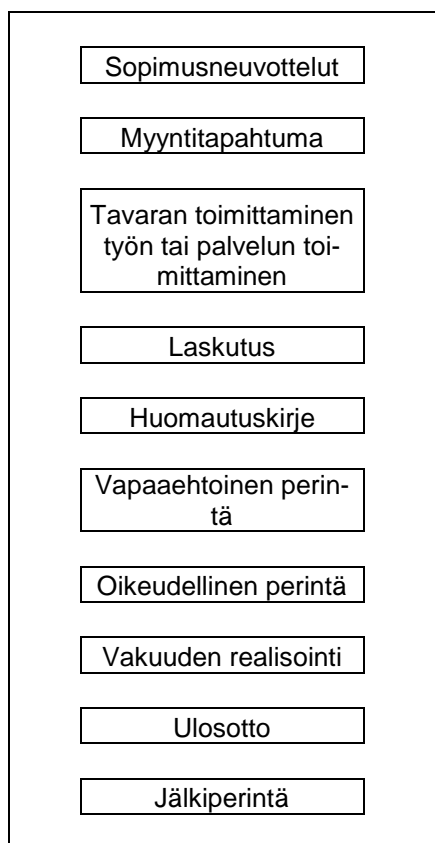 Sopimusneuvottelut
Myyntitapahtuma
Tavaran toimittaminen
työn tai palvelun toi-
mittaminen
Laskutus
Huomautuskirje
Vapaaehtoinen perin-
tä
Oikeudellinen perintä
Vakuuden realisointi
Ulosotto
Jälkiperintä